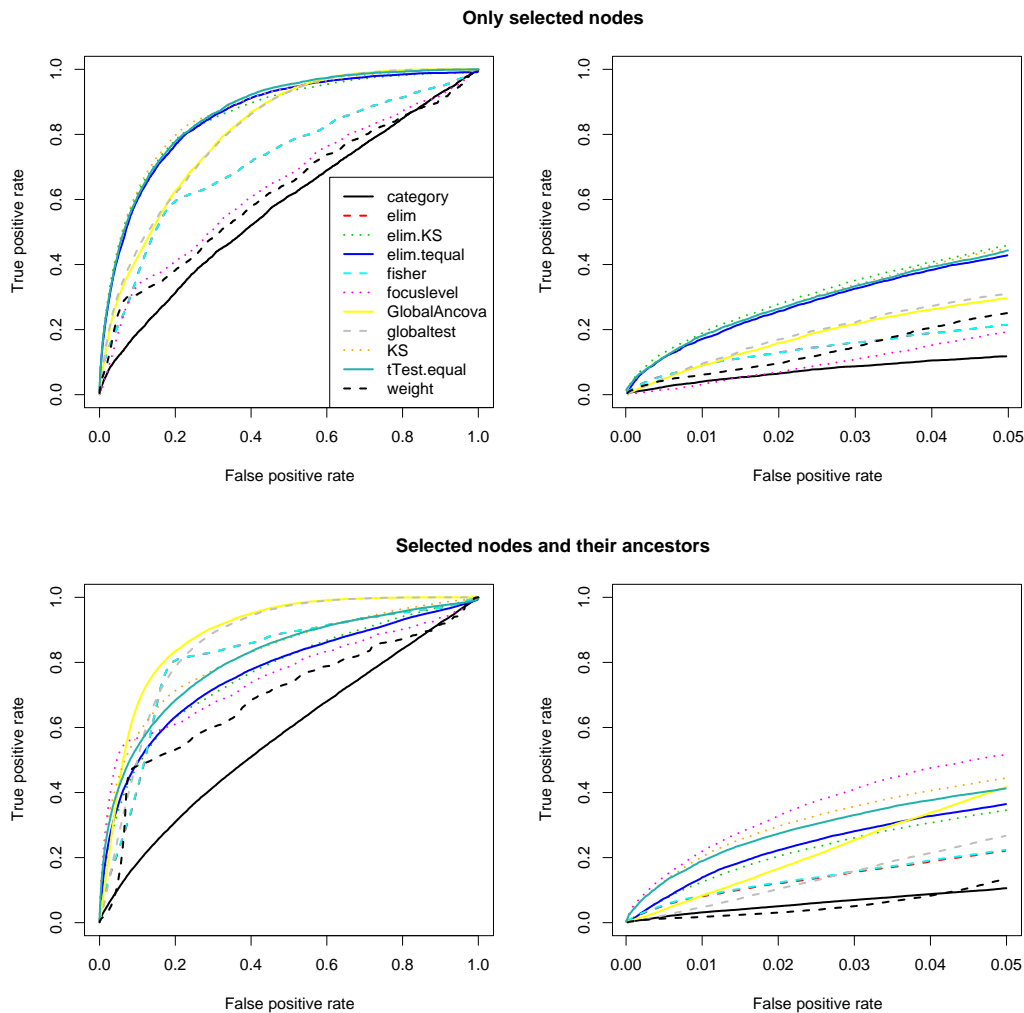 Only selected nodes
True positive rate
0.0 0.2 0.4 0.6 0.8 1.0
category
elim
elim.KS
elim.tequal
fisher
focuslevel
GlobalAncova
globaltest
KS
tTest.equal
weight
0.0 0.2 0.4 0.6 0.8 1.0
False positive rate
True positive rate
0.0 0.2 0.4 0.6 0.8 1.0
0.00 0.01 0.02 0.03 0.04 0.05
False positive rate
Selected nodes and their ancestors
True positive rate
0.0 0.2 0.4 0.6 0.8 1.0
0.0 0.2 0.4 0.6 0.8 1.0
False positive rate
True positive rate
0.0 0.2 0.4 0.6 0.8 1.0
0.00 0.01 0.02 0.03 0.04 0.05
False positive rate